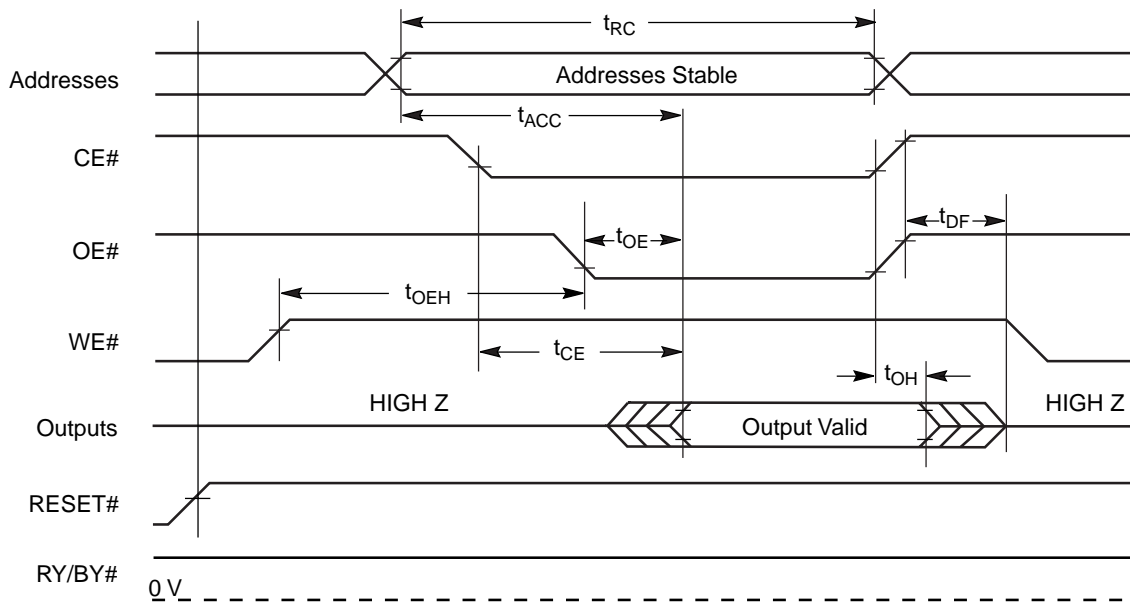 tRC
Addresses
Addresses Stable
tACC
CE#
tDF
OE#
tOE
tOEH
WE#
tCE
tOH
HIGH Z
HIGH Z
Outputs
Output Valid
RESET#
RY/BY#
0 V